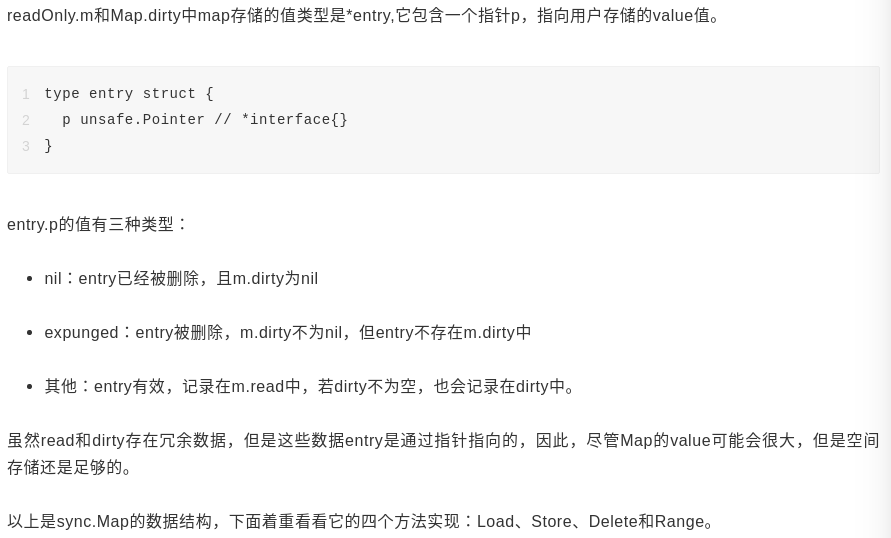 readOnly.m和Map.dirty中map存储的值类型是*entry,它包含一个指针p，指向用户存储的value值。
1 type entry struct {
2   p unsafe.Pointer // *interface{}
3 }
entry.p的值有三种类型：
• nil：entry已经被删除，且m.dirty为nil
• expunged：entry被删除，m.dirty不为nil，但entry不存在m.dirty中
• 其他：entry有效，记录在m.read中，若dirty不为空，也会记录在dirty中。
虽然read和dirty存在冗余数据，但是这些数据entry是通过指针指向的，因此，尽管Map的value可能会很大，但是空间
存储还是足够的。
以上是sync.Map的数据结构，下面着重看看它的四个方法实现：Load、Store、Delete和Range。